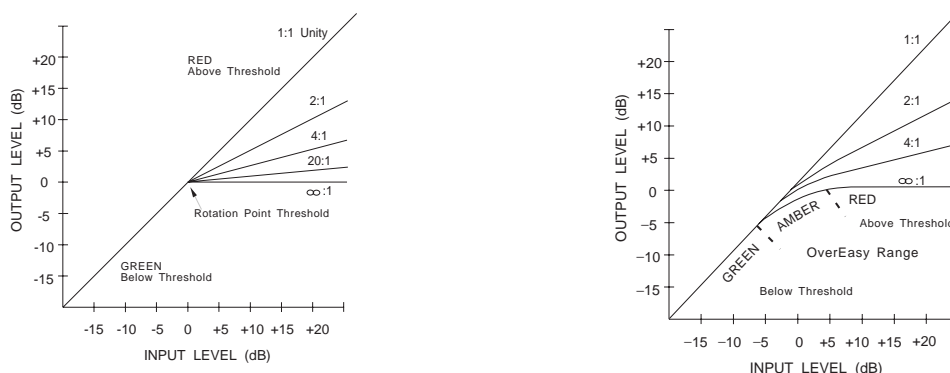 1:1 Unity
+20
RED
Above Threshold
+15
2:1
+10
4:1
+5
20:1
0
∞:1
OUTPUT LEVEL (dB)
Rotation Point Threshold
-5
-10
GREEN
Below Threshold
-15
-15 -10 -5 0 +5 +10 +15 +20
INPUT LEVEL (dB)
1:1
+20
+15
2:1
+10
4:1
+5
∞:1
0
OUTPUT LEVEL (dB)
RED
AMBER
Above Threshold
−5
GREEN
OverEasy Range
−10
Below Threshold
−15
−15 −10 −5 0 +5 +10 +15 +20
INPUT LEVEL (dB)